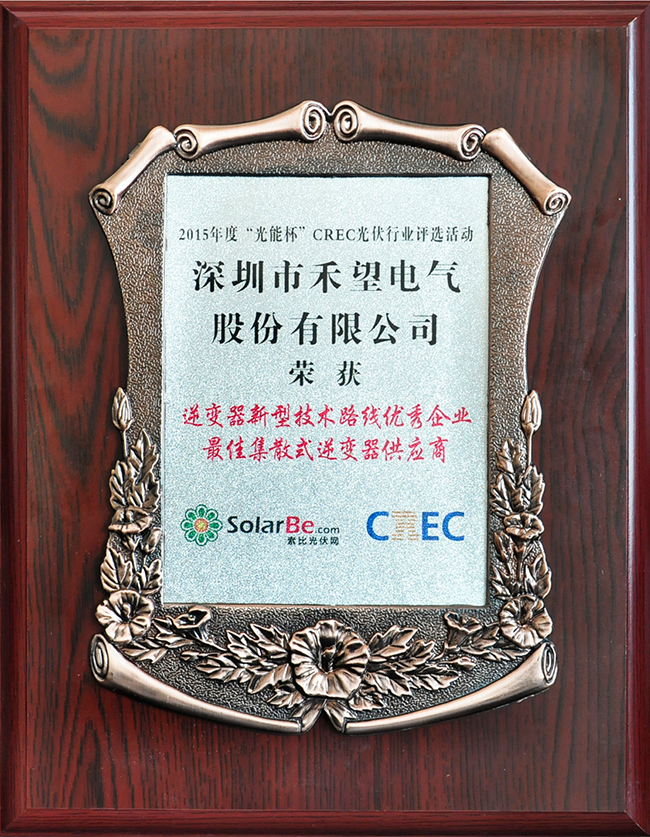 2015年度“光能杯”CREC光伏行业评选活动
深圳市禾望电气
股份有限公司
荣 获
逆变器新型技术路线优秀企业
最佳集散式逆变器供应商
SolarBe.com
索比光伏网
CREC